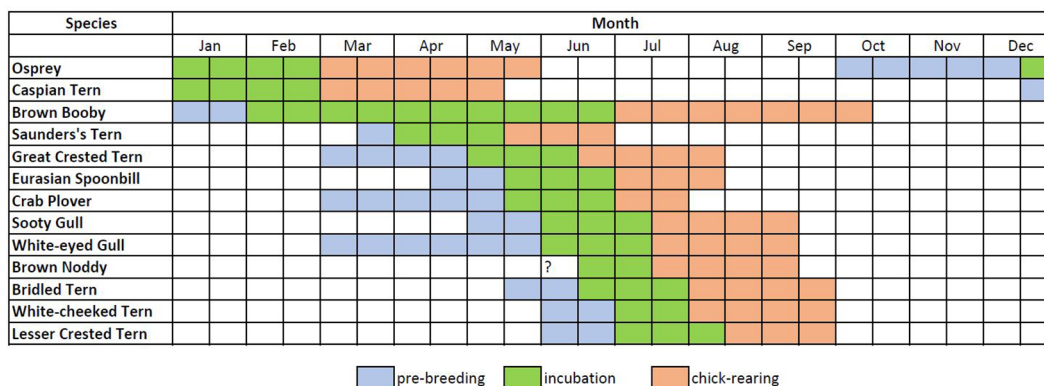 Species Month
Jan Feb Mar Apr May Jun Jul Aug Sep Oct Nov Dec
Osprey
Caspian Tern
Brown Booby
Saunders's Tern
Great Crested Tern
Eurasian Spoonbill
Crab Plover
Sooty Gull
White-eyed Gull
Brown Noddy ?
Bridled Tern
White-cheeked Tern
Lesser Crested Tern
pre-breeding incubation chick-rearing